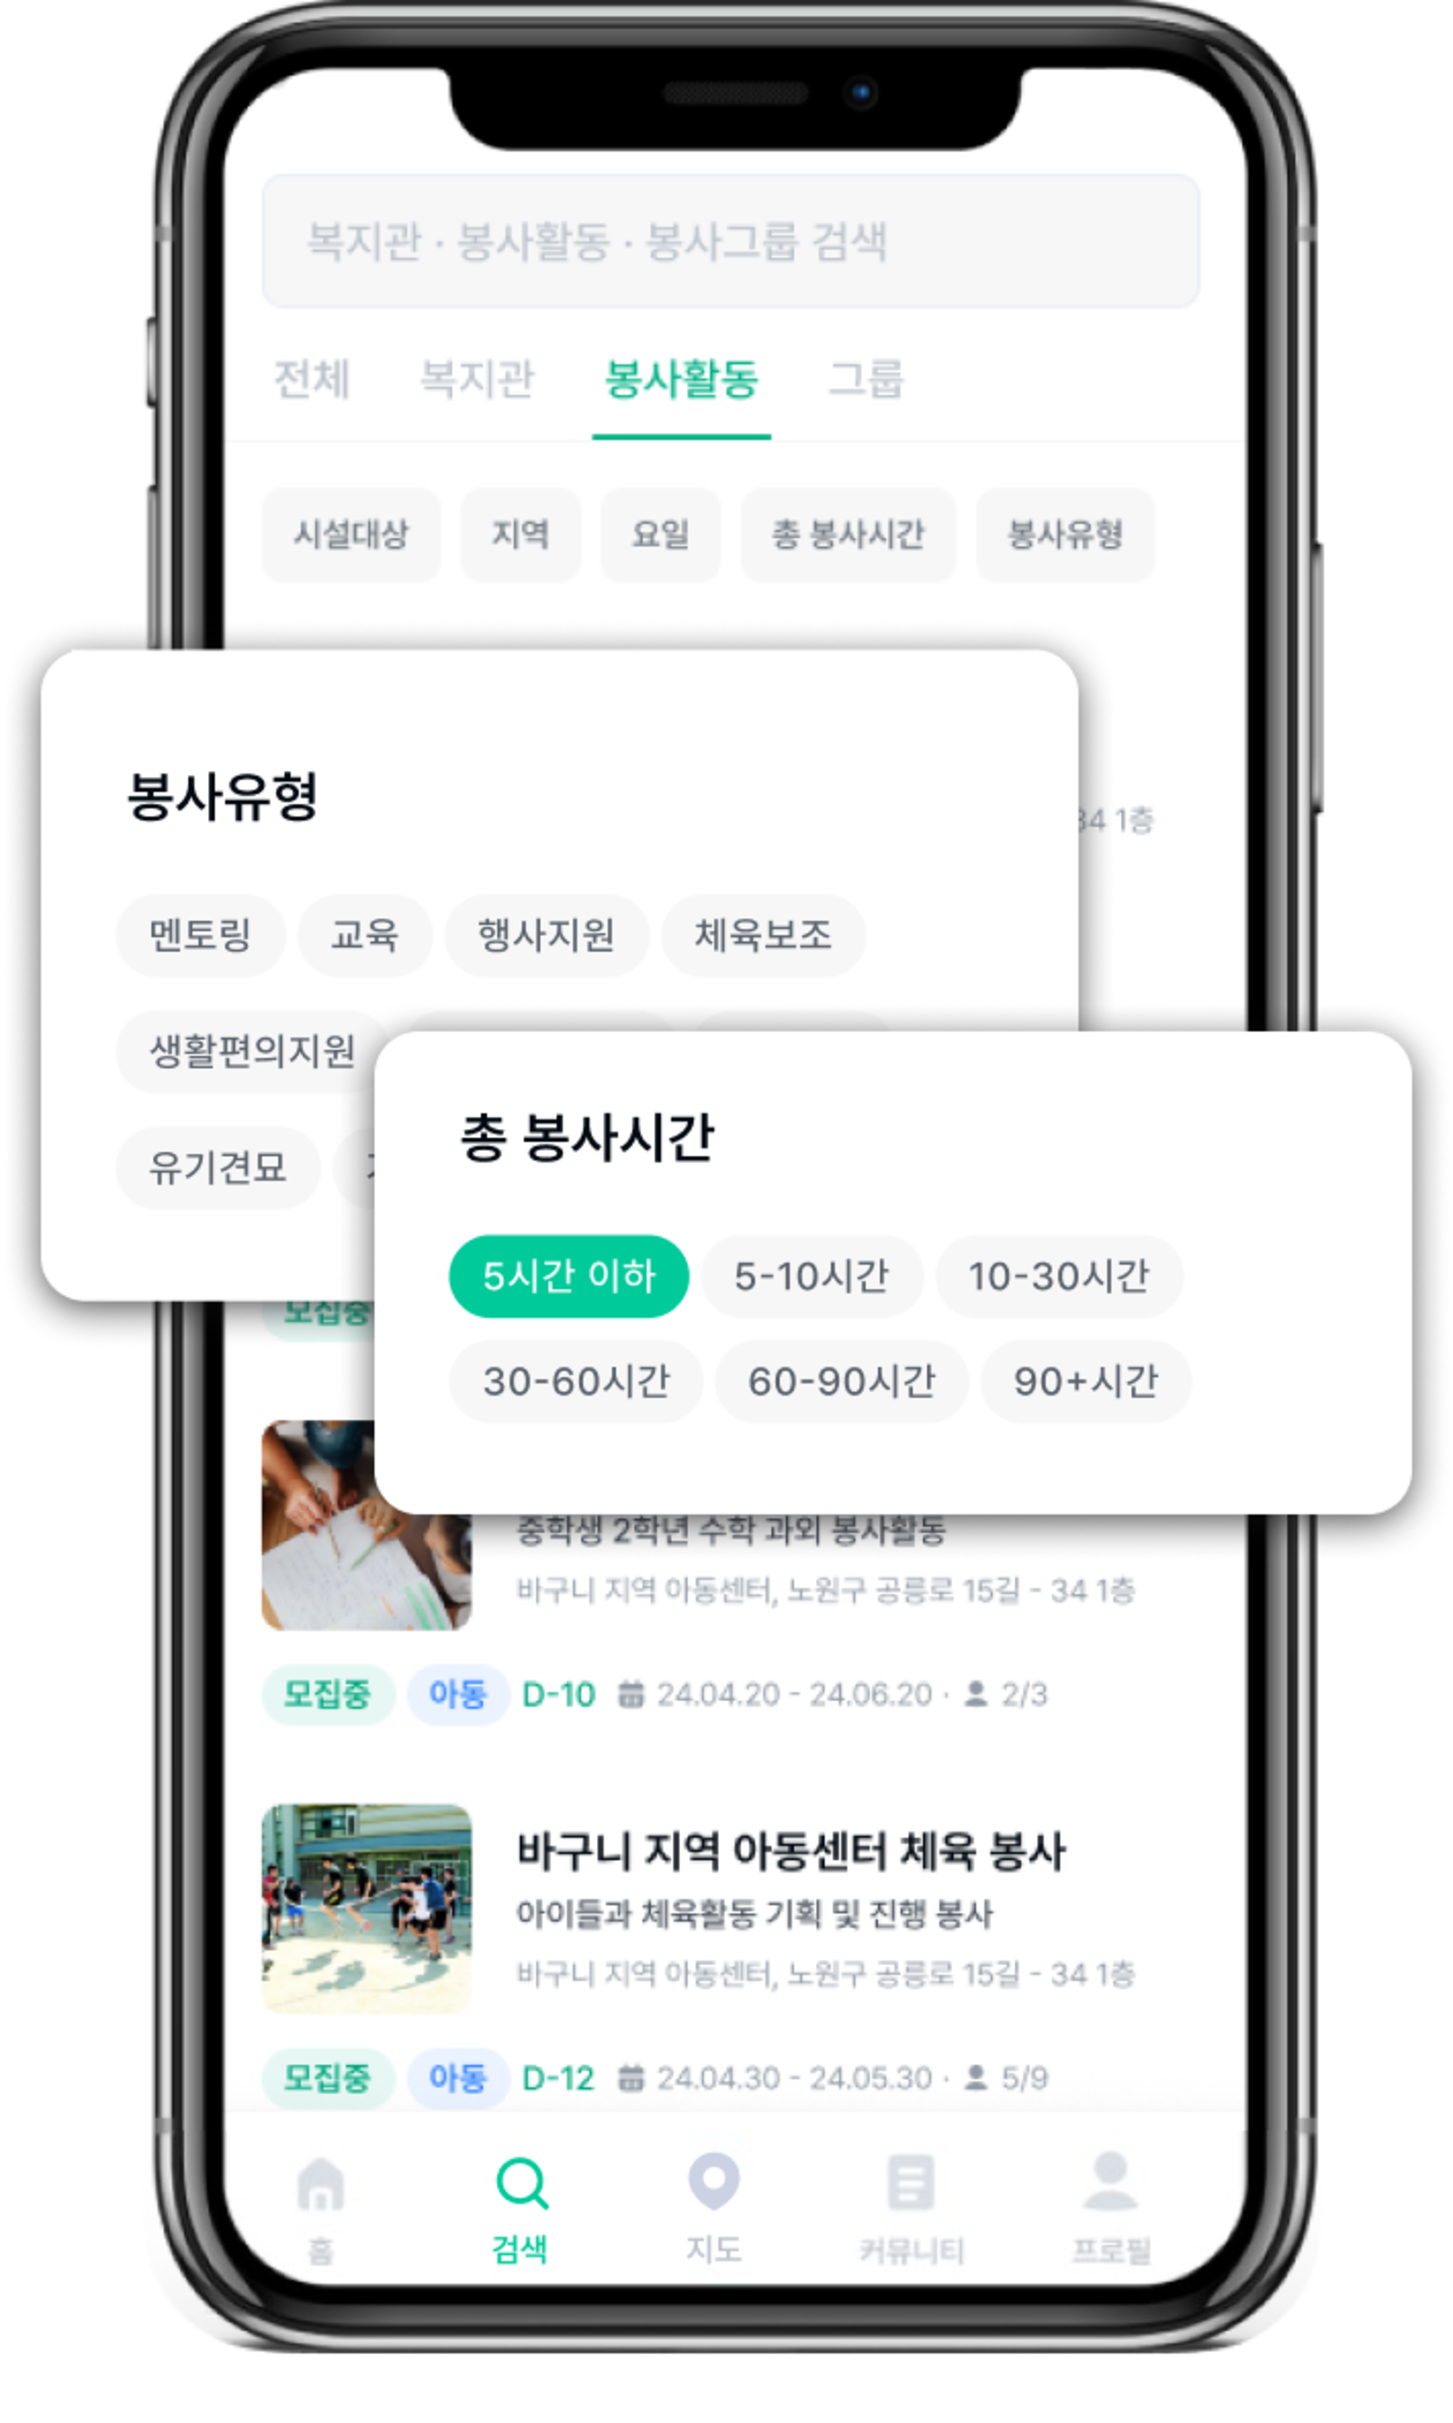 복지관 · 봉사활동 · 봉사그룹 검색
전체 복지관 봉사활동 그룹
시설대상 지역 요일 총 봉사시간 봉사유형
34 1층
봉사유형
멘토링 교육 행사지원 체육보조
생활편의지원
유기견묘
총 봉사시간
5시간 이하 5-10시간 10-30시간
30-60시간 60-90시간 90+시간
모집중
중학생 2학년 수학 과외 봉사활동
바구니 지역 아동센터, 노원구 공릉로 15길 - 34 1층
모집중 아동 D-10 24.04.20 - 24.06.20 · 2/3
바구니 지역 아동센터 체육 봉사
아이들과 체육활동 기획 및 진행 봉사
바구니 지역 아동센터, 노원구 공릉로 15길 - 34 1층
모집중 아동 D-12 24.04.30 - 24.05.30 · 5/9
홈 검색 지도 커뮤니티 프로필